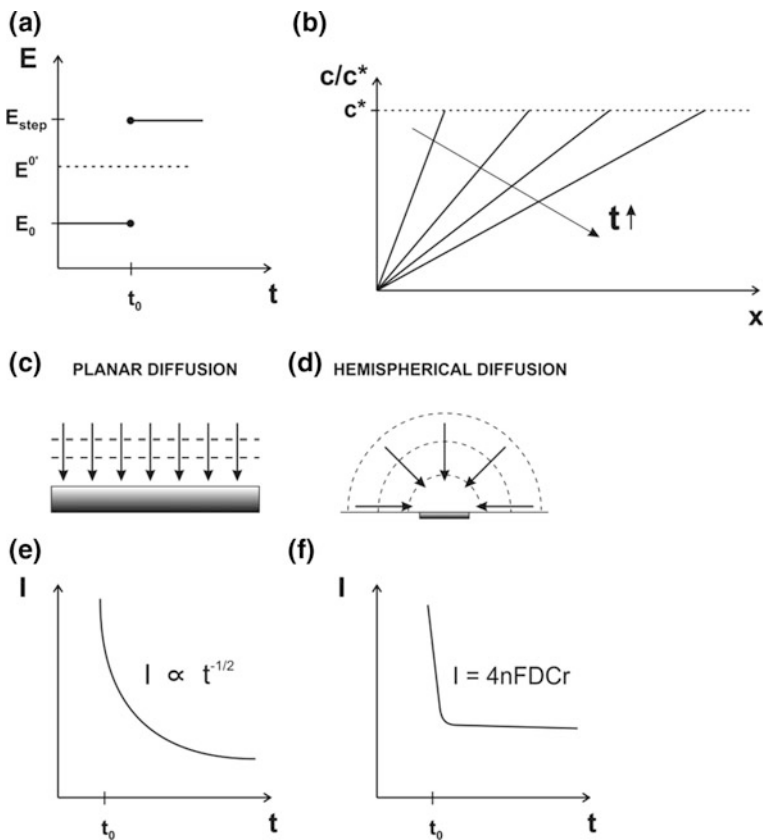 (a)
E
E_step
E^0'
E_0
t_0
t
(b)
c/c*
c*
t↑
x
(c)
PLANAR DIFFUSION
(d)
HEMISPHERICAL DIFFUSION
(e)
I
I ∝ t^-1/2
t_0
t
(f)
I
I = 4nFDCr
t_0
t